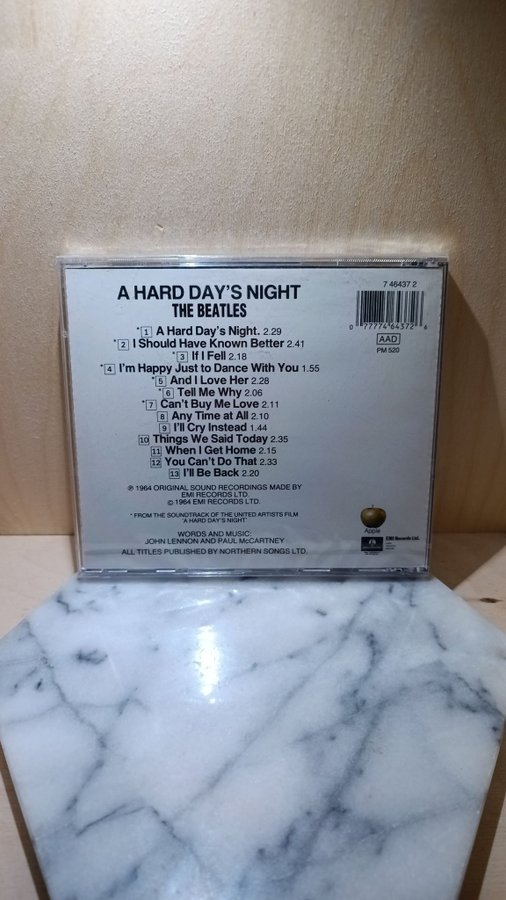 A HARD DAY'S NIGHT
THE BEATLES
* 1 A Hard Day's Night. 2.29
* 2 I Should Have Known Better 2.41
* 3 If I Fell 2.18
* 4 I'm Happy Just to Dance With You 1.55
* 5 And I Love Her 2.28
* 6 Tell Me Why 2.06
* 7 Can't Buy Me Love 2.11
8 Any Time at All 2.10
9 I'll Cry Instead 1.44
10 Things We Said Today 2.35
11 When I Get Home 2.15
12 You Can't Do That 2.33
13 I'll Be Back 2.20
℗ 1964 ORIGINAL SOUND RECORDINGS MADE BY
EMI RECORDS LTD.
© 1964 EMI RECORDS LTD.
* FROM THE SOUNDTRACK OF THE UNITED ARTISTS FILM
'A HARD DAY'S NIGHT'
WORDS AND MUSIC:
JOHN LENNON AND PAUL McCARTNEY
ALL TITLES PUBLISHED BY NORTHERN SONGS LTD.
7 46437 2
0 77774 64372 6
AAD
PM 520
Apple
EMI Records Ltd.